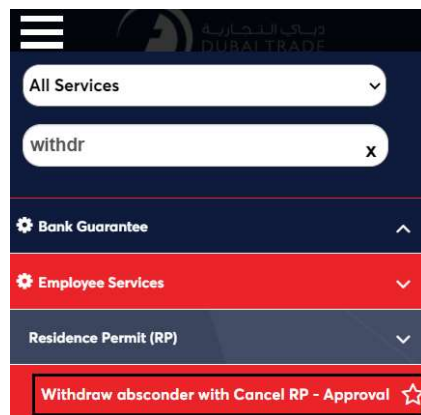 دبي التجارية
DUBAI TRADE
All Services
withdr
x
Bank Guarantee
Employee Services
Residence Permit (RP)
Withdraw absconder with Cancel RP - Approval